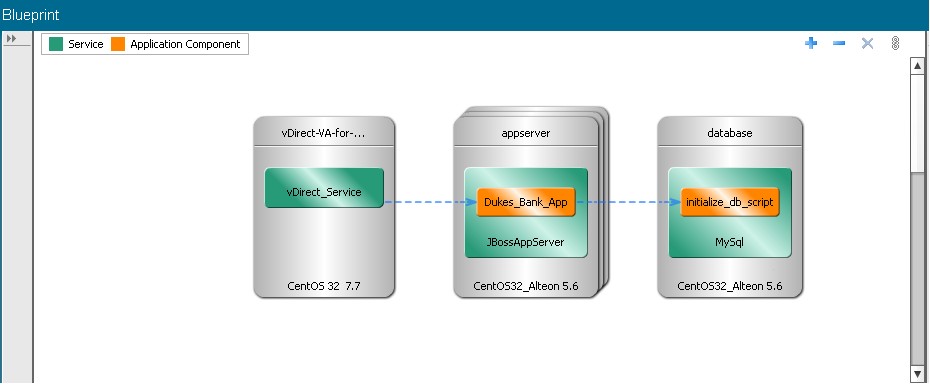 Blueprint
Service Application Component
vDirect-VA-for-...
vDirect_Service
CentOS 32 7.7
appserver
Dukes_Bank_App
JBossAppServer
CentOS32_Alteon 5.6
database
initialize_db_script
MySql
CentOS32_Alteon 5.6